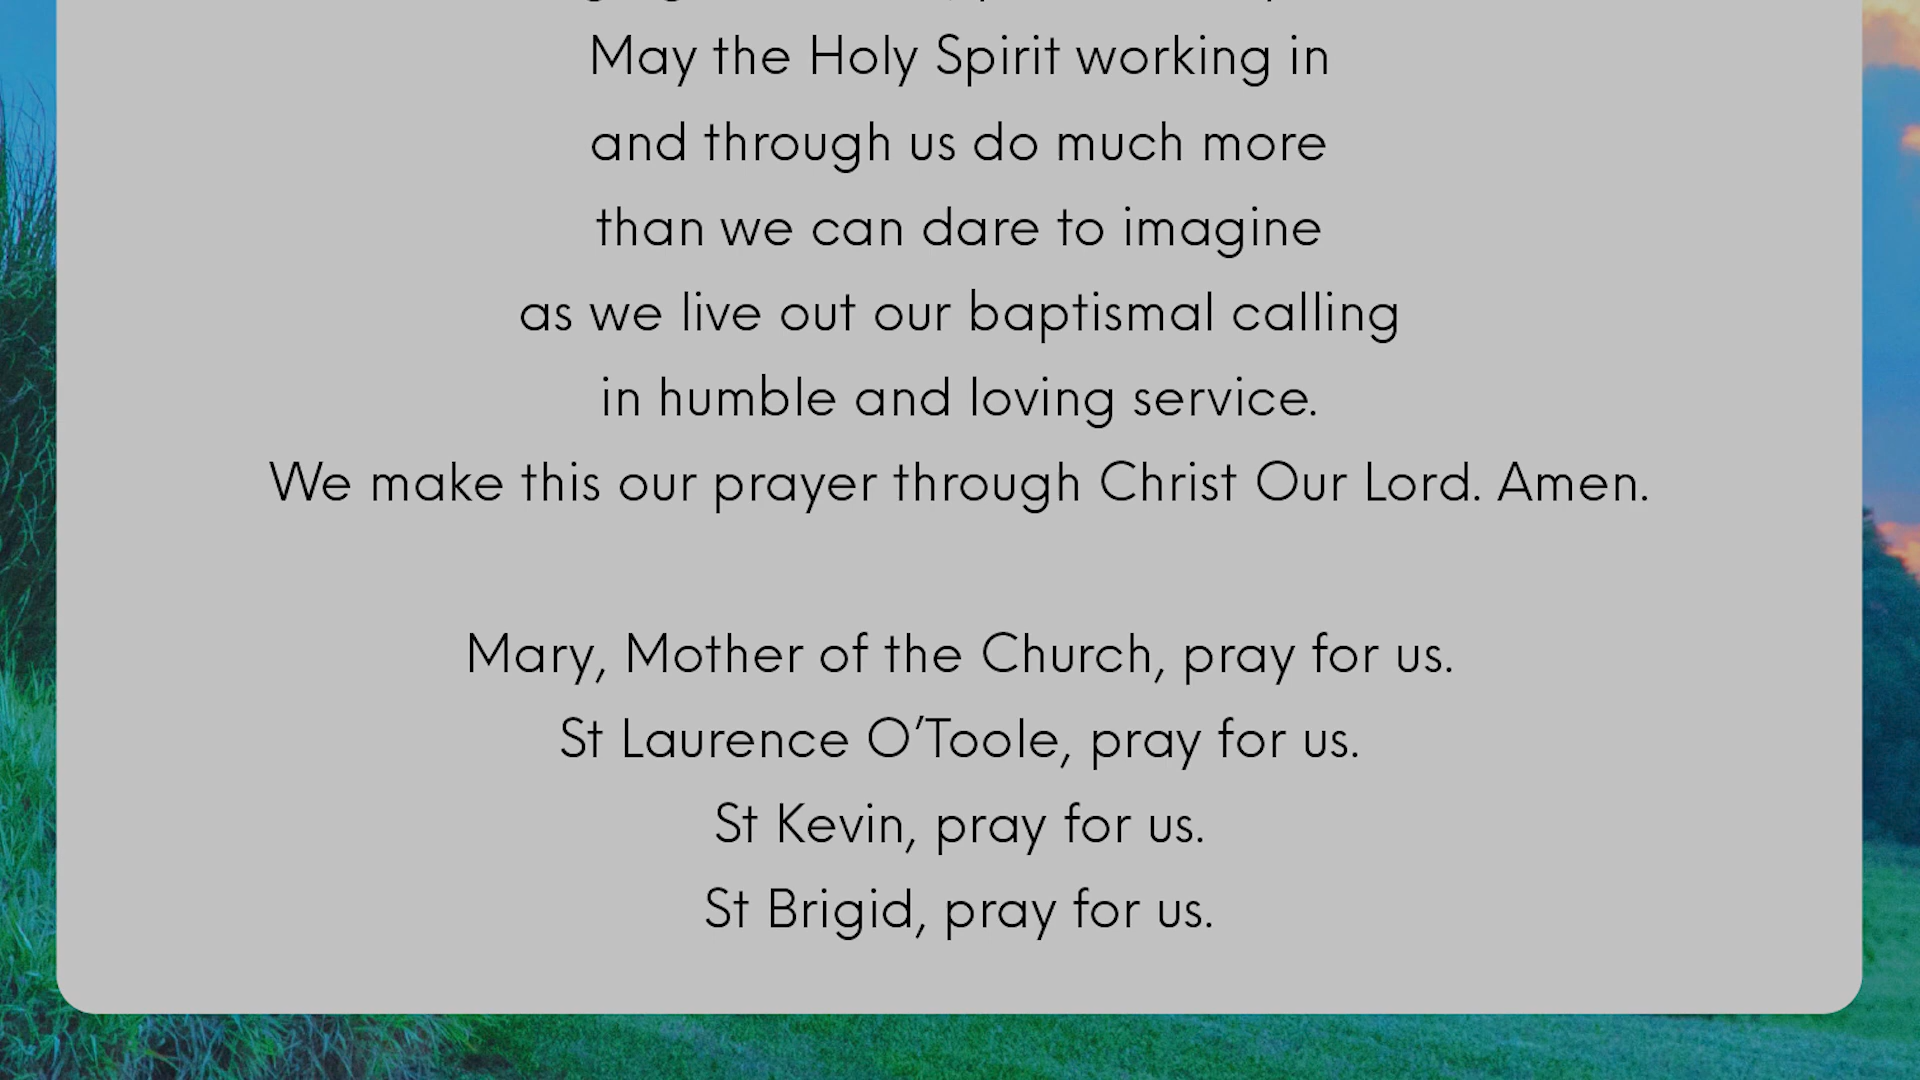 May the Holy Spirit working in
and through us do much more
than we can dare to imagine
as we live out our baptismal calling
in humble and loving service.
We make this our prayer through Christ Our Lord. Amen.
Mary, Mother of the Church, pray for us.
St Laurence O’Toole, pray for us.
St Kevin, pray for us.
St Brigid, pray for us.